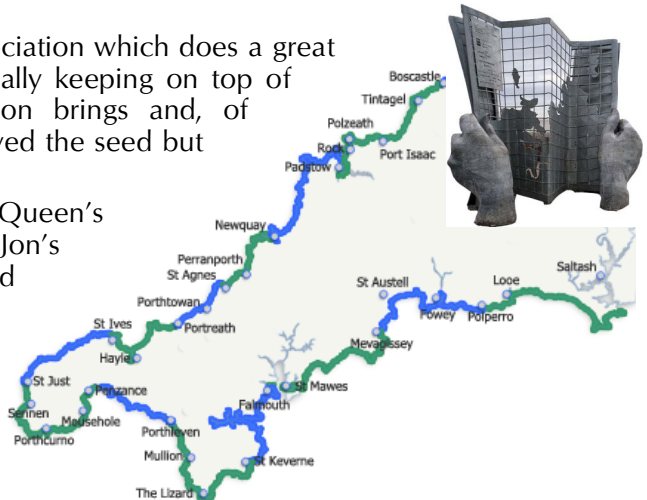 ciation which does a great
ally keeping on top of
on brings and, of
ved the seed but
Queen's
Jon's
d
Boscastle
Tintagel
Polzeath
Rock
Port Isaac
Padstow
Newquay
Perranporth
St Agnes
Saltash
St Austell
Looe
Porthtowan
Fowey
Polperro
St Ives
Portreath
Mevagissey
Hayle
St Just
Penzance
St Mawes
Falmouth
Sennen
Mousehole
Porthcurno
Porthleven
Mullion
St Keverne
The Lizard